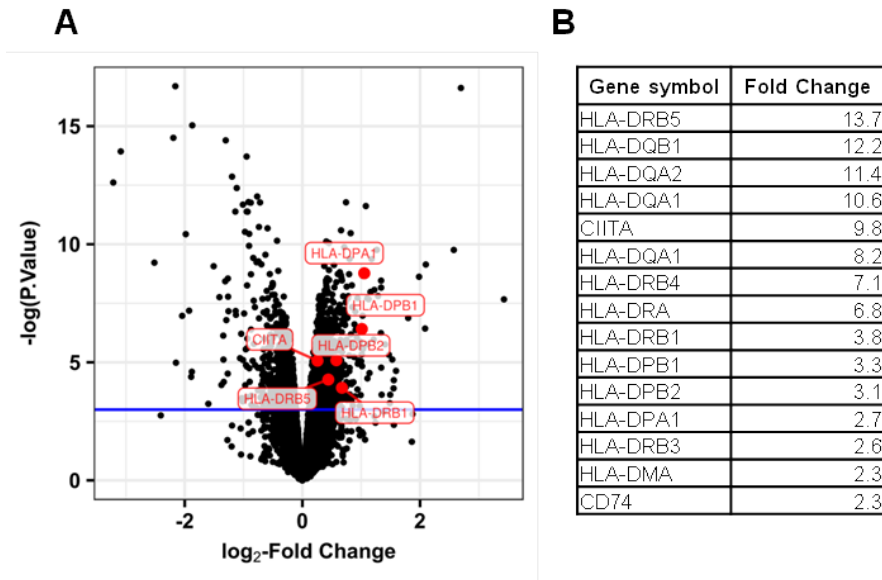 A
B
15
10
5
0
-2
0
2
-log(P.Value)
log2-Fold Change
HLA-DPA1
HLA-DPB1
CIITA
HLA-DPB2
HLA-DRB5
HLA-DRB1
Gene symbol Fold Change
HLA-DRB5 13.7
HLA-DQB1 12.2
HLA-DQA2 11.4
HLA-DQA1 10.6
CIITA 9.8
HLA-DQA1 8.2
HLA-DRB4 7.1
HLA-DRA 6.8
HLA-DRB1 3.8
HLA-DPB1 3.3
HLA-DPB2 3.1
HLA-DPA1 2.7
HLA-DRB3 2.6
HLA-DMA 2.3
CD74 2.3